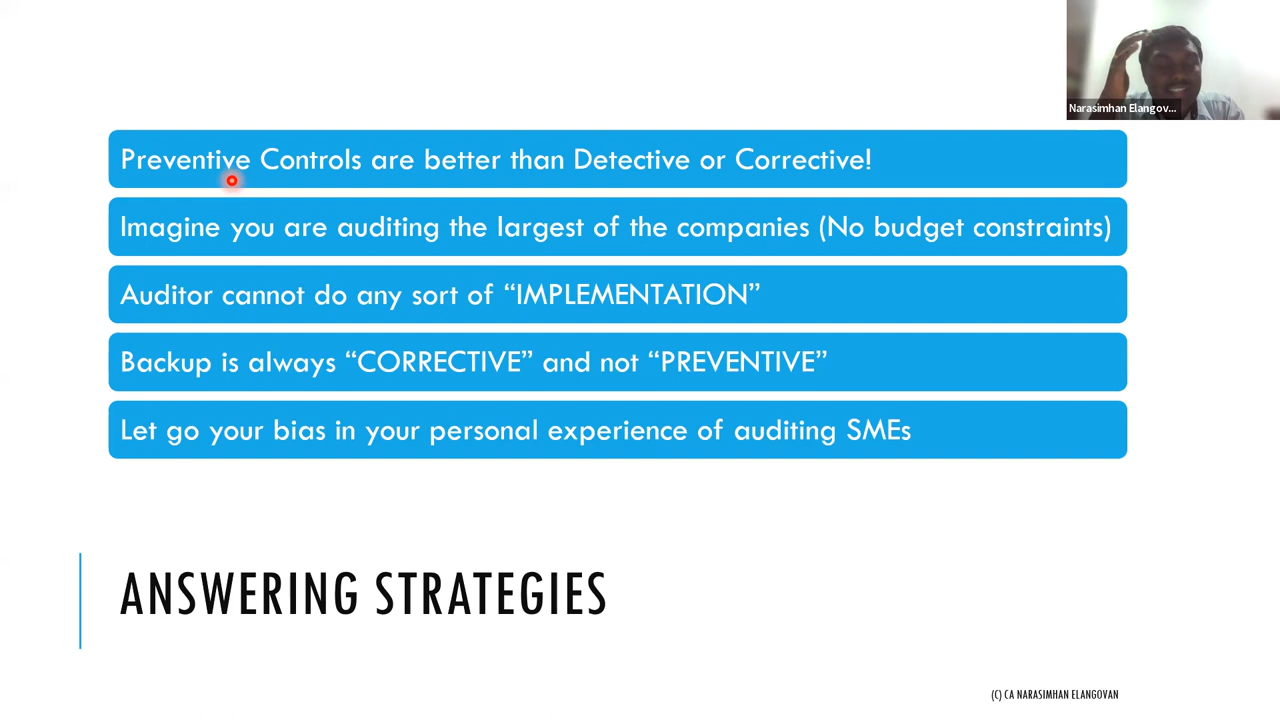 Narasimhan Elangov...
Preventive Controls are better than Detective or Corrective!
Imagine you are auditing the largest of the companies (No budget constraints)
Auditor cannot do any sort of “IMPLEMENTATION”
Backup is always “CORRECTIVE” and not “PREVENTIVE”
Let go your bias in your personal experience of auditing SMEs
ANSWERING STRATEGIES
(C) CA NARASIMHAN ELANGOVAN